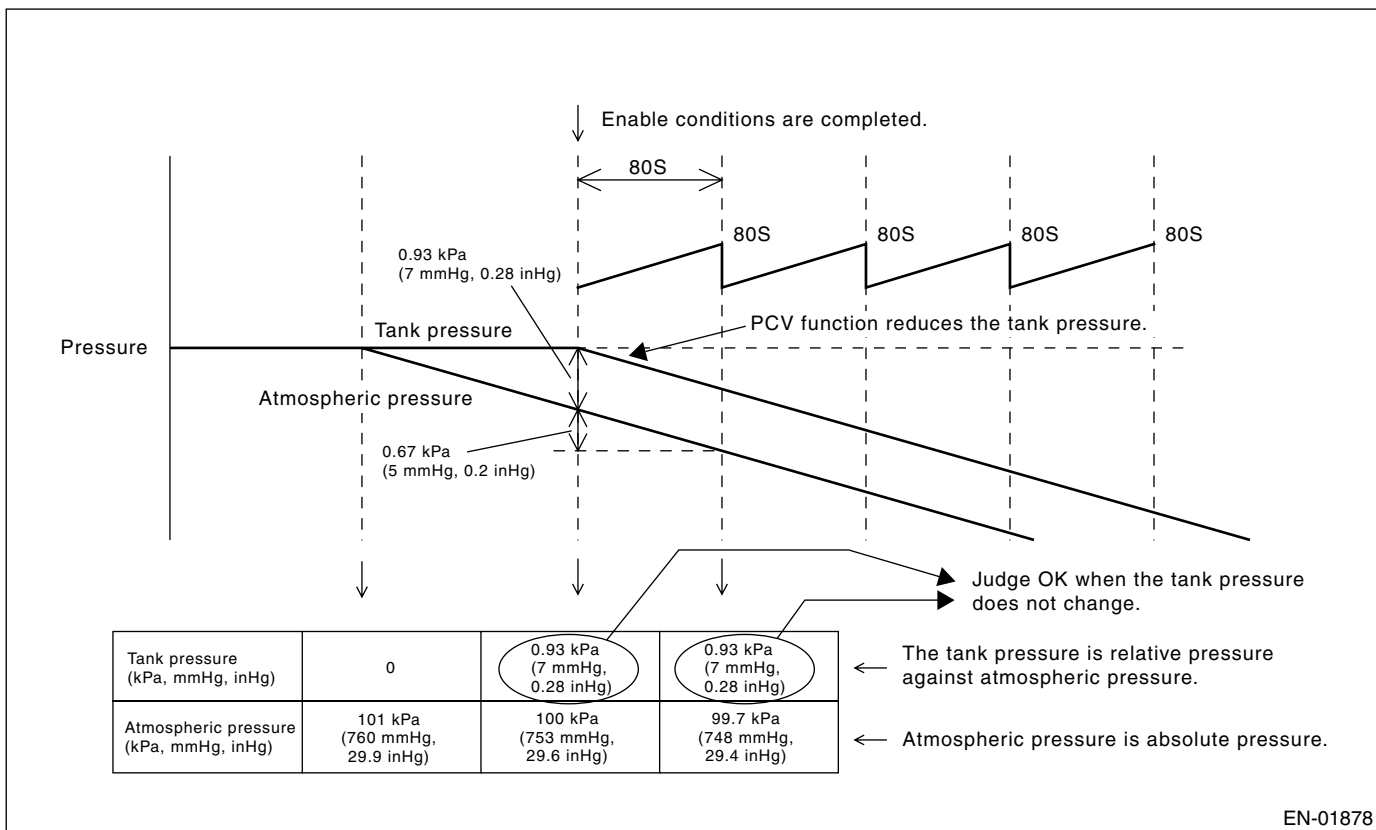 Enable conditions are completed.
80S
80S
80S
80S
80S
0.93 kPa
(7 mmHg, 0.28 inHg)
Tank pressure
PCV function reduces the tank pressure.
Pressure
Atmospheric pressure
0.67 kPa
(5 mmHg, 0.2 inHg)
Judge OK when the tank pressure
does not change.
Tank pressure
(kPa, mmHg, inHg)
0
0.93 kPa
(7 mmHg,
0.28 inHg)
0.93 kPa
(7 mmHg,
0.28 inHg)
The tank pressure is relative pressure
against atmospheric pressure.
Atmospheric pressure
(kPa, mmHg, inHg)
101 kPa
(760 mmHg,
29.9 inHg)
100 kPa
(753 mmHg,
29.6 inHg)
99.7 kPa
(748 mmHg,
29.4 inHg)
Atmospheric pressure is absolute pressure.
EN-01878